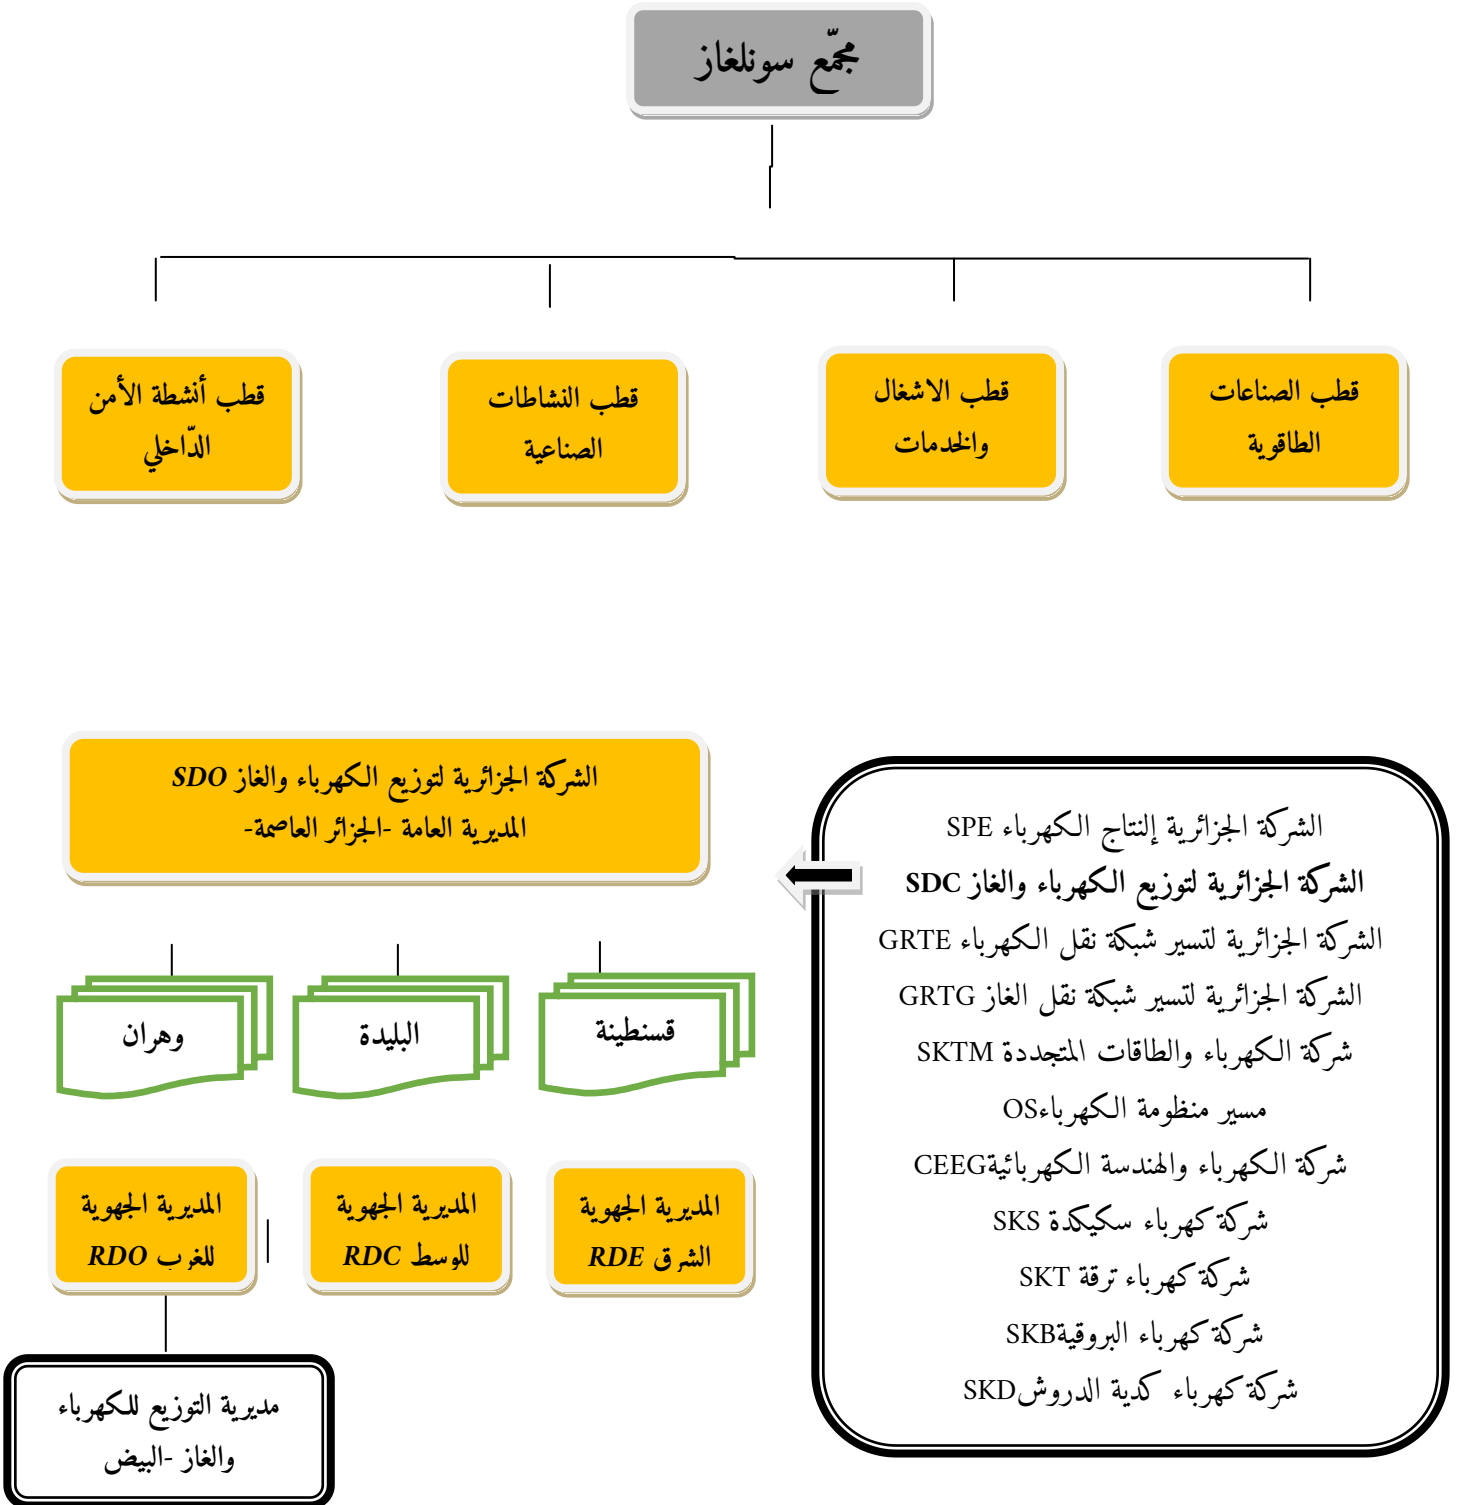 مجمّع سونلغاز
قطب الصناعات
الطاقوية
قطب الاشغال
والخدمات
قطب النشاطات
الصناعية
قطب أنشطة الأمن
الدّاخلي
الشركة الجزائرية إلنتاج الكهرباء SPE
الشركة الجزائرية لتوزيع الكهرباء والغاز SDC
الشركة الجزائرية لتسير شبكة نقل الكهرباء GRTE
الشركة الجزائرية لتسير شبكة نقل الغاز GRTG
شركة الكهرباء والطاقات المتجددة SKTM
مسير منظومة الكهرباءOS
شركة الكهرباء والهندسة الكهربائيةCEEG
شركة كهرباء سكيكدة SKS
شركة كهرباء ترقة SKT
شركة كهرباء البروقيةSKB
شركة كهرباء كدية الدروشSKD
الشركة الجزائرية لتوزيع الكهرباء والغاز SDO
المديرية العامة -الجزائر العاصمة-
قسنطينة
البليدة
وهران
المديرية الجهوية
الشرق RDE
المديرية الجهوية
للوسط RDC
المديرية الجهوية
للغرب RDO
مديرية التوزيع للكهرباء
والغاز -البيض